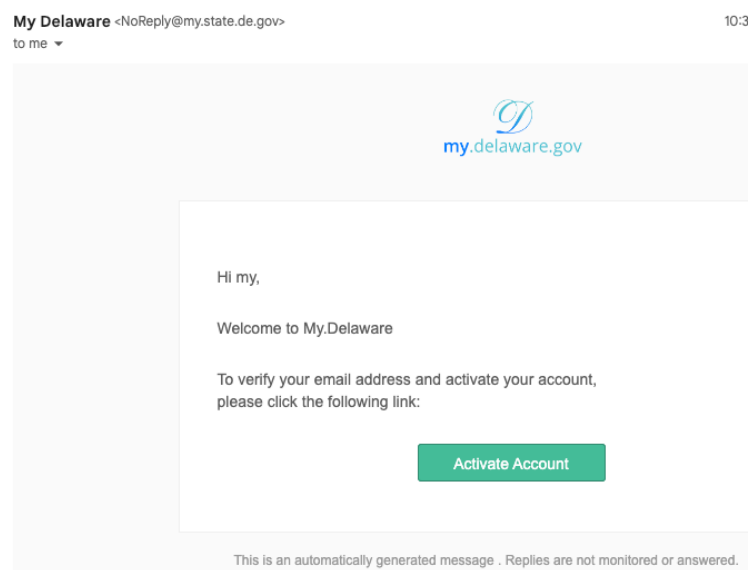 My Delaware <NoReply@my.state.de.gov>
10:3
to me
D
my.delaware.gov
Hi my,
Welcome to My.Delaware
To verify your email address and activate your account,
please click the following link:
Activate Account
This is an automatically generated message . Replies are not monitored or answered.